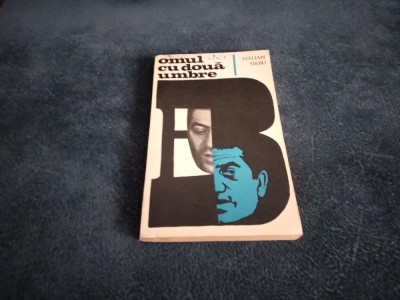 omul
cu două
umbre
STELIAN
B